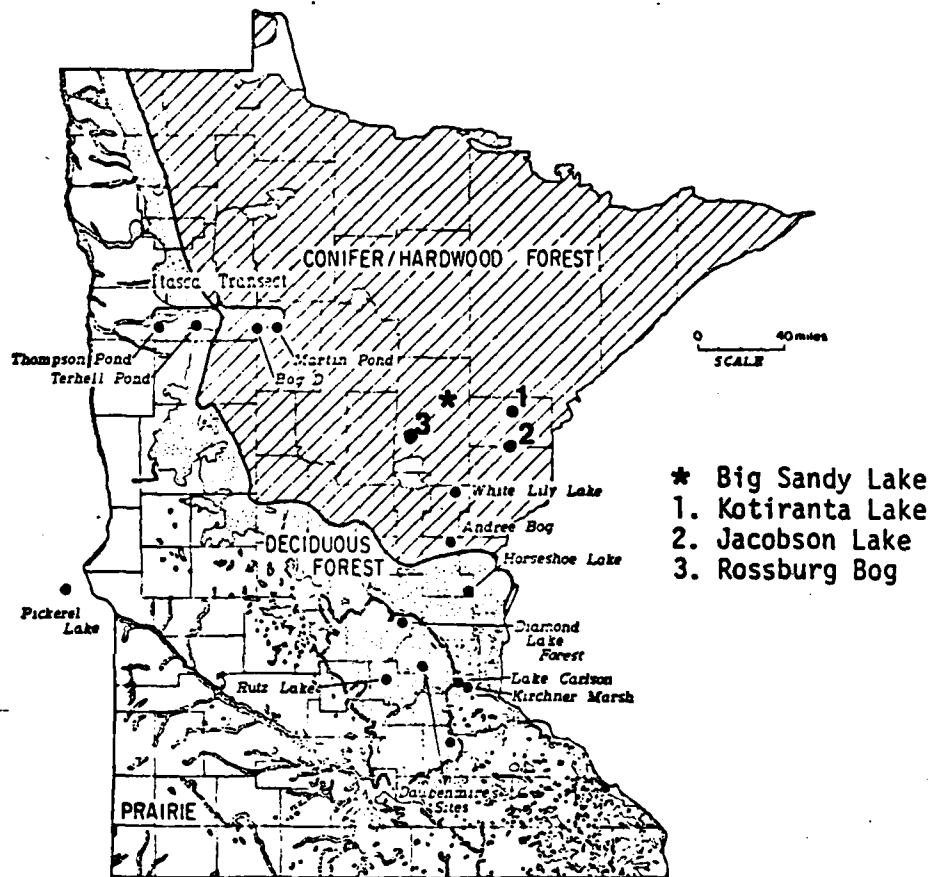 CONIFER/HARDWOOD FOREST
Itasca Transect
0 40 miles
SCALE
Thompson Pond
Terhell Pond
Martin Pond
Bog D
*
1
3
2
White Lily Lake
Andree Bog
DECIDUOUS
FOREST
Horseshoe Lake
* Big Sandy Lake
1. Kotiranta Lake
2. Jacobson Lake
3. Rossburg Bog
Pickerel
Lake
Diamond
Lake
Forest
Rutz Lake
Lake Carlson
Kirchner Marsh
Daubenmire
Sites
PRAIRIE